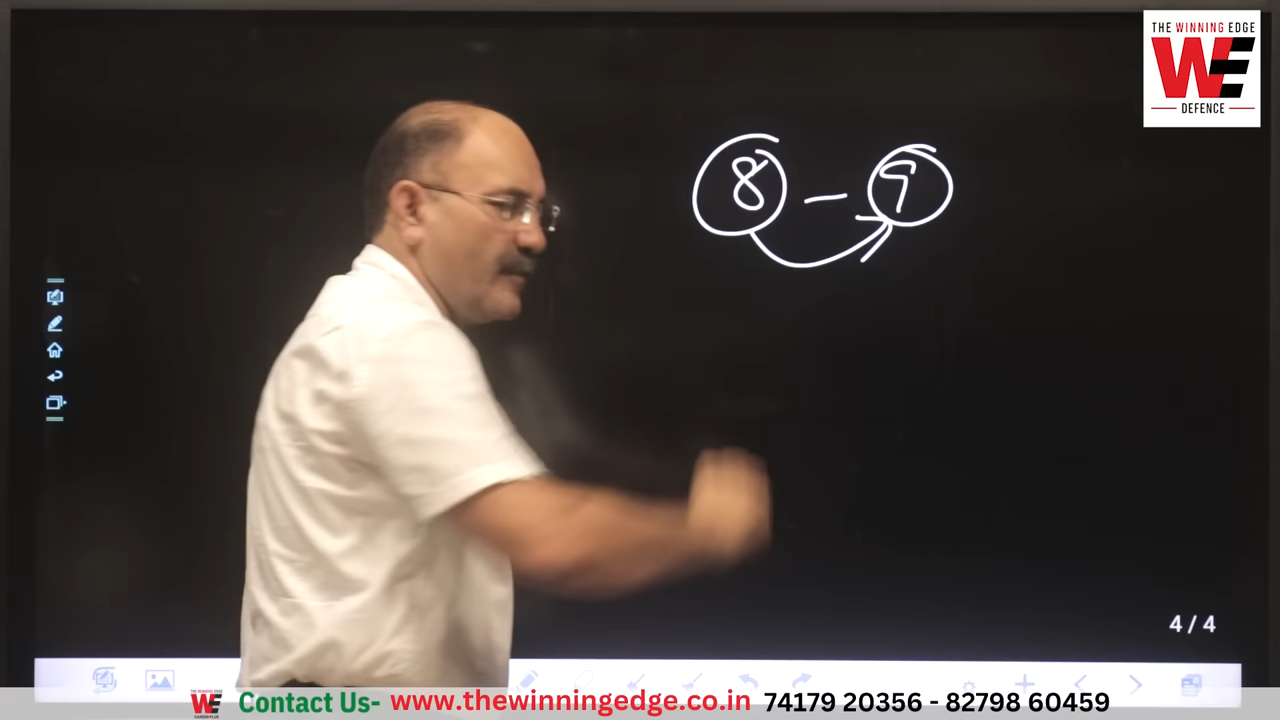 THE WINNING EDGE
WE
DEFENCE
8 – 9
4 / 4
Contact Us- www.thewinningedge.co.in 74179 20356 - 82798 60459